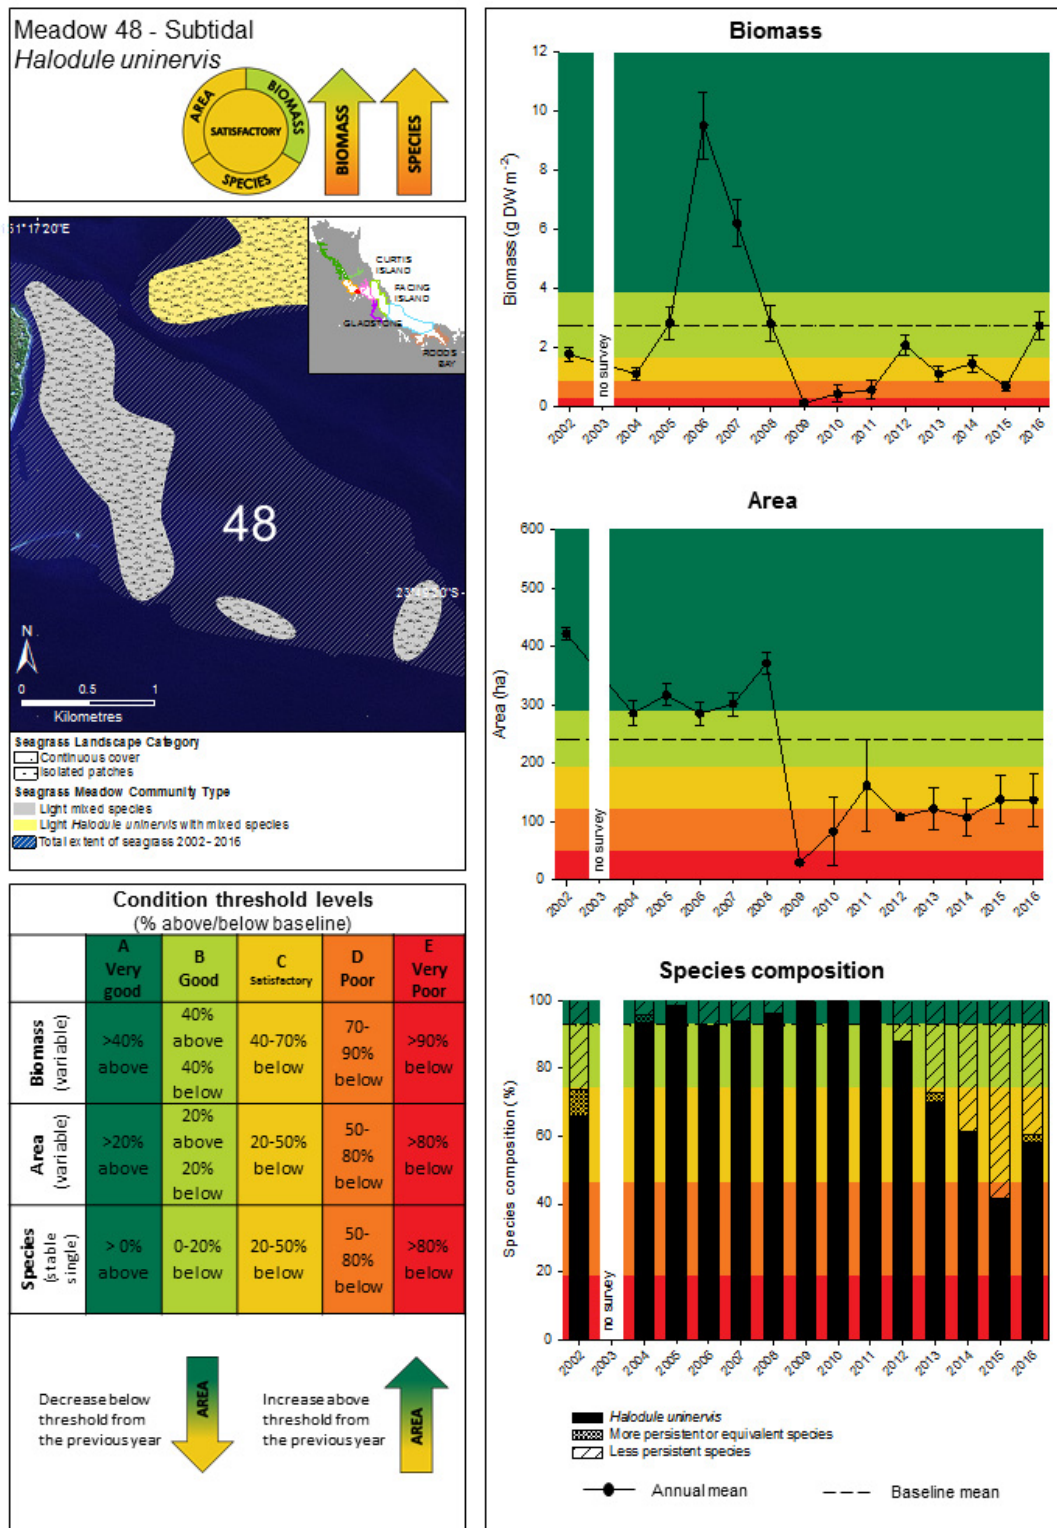 Meadow 48 - Subtidal
Halodule uninervis
AREA
BIOMASS
SATISFACTORY
SPECIES
BIOMASS
SPECIES
51°17'20"E
CURTIS
ISLAND
FACING
ISLAND
GLADSTONE
RODDS
BAY
48
N
0 0.5 1
Kilometres
Seagrass Landscape Category
Continuous cover
Isolated patches
Seagrass Meadow Community Type
Light mixed species
Light Halodule uninervis with mixed species
Total extent of seagrass 2002-2016
Condition threshold levels
(% above/below baseline)
A Very good
B Good
C Satisfactory
D Poor
E Very Poor
Biomass (variable)
>40% above
40% above 40% below
40-70% below
70-90% below
>90% below
Area (variable)
>20% above
20% above 20% below
20-50% below
50-80% below
>80% below
Species (stable single)
> 0% above
0-20% below
20-50% below
50-80% below
>80% below
Decrease below
threshold from
the previous year
AREA
Increase above
threshold from
the previous year
AREA
Biomass
Biomass (g DW m-2)
12
10
8
6
4
2
0
no survey
2002 2003 2004 2005 2006 2007 2008 2009 2010 2011 2012 2013 2014 2015 2016
Area
Area (ha)
600
500
400
300
200
100
0
no survey
2002 2003 2004 2005 2006 2007 2008 2009 2010 2011 2012 2013 2014 2015 2016
Species composition
Species composition (%)
100
80
60
40
20
0
no survey
2002 2003 2004 2005 2006 2007 2008 2009 2010 2011 2012 2013 2014 2015 2016
Halodule uninervis
More persistent or equivalent species
Less persistent species
Annual mean
Baseline mean